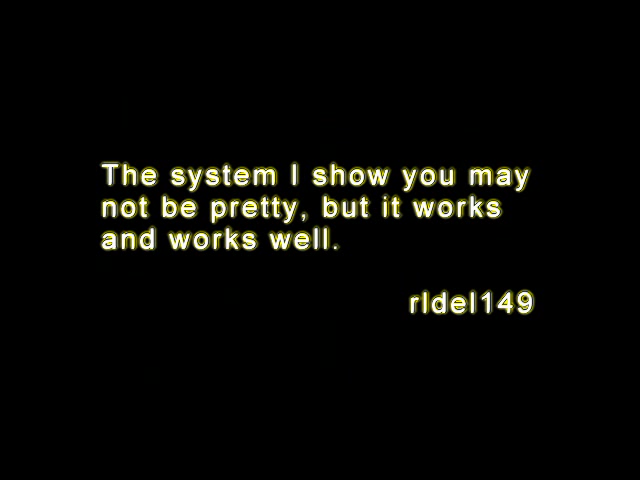 The system I show you may
not be pretty, but it works
and works well.
rldel149